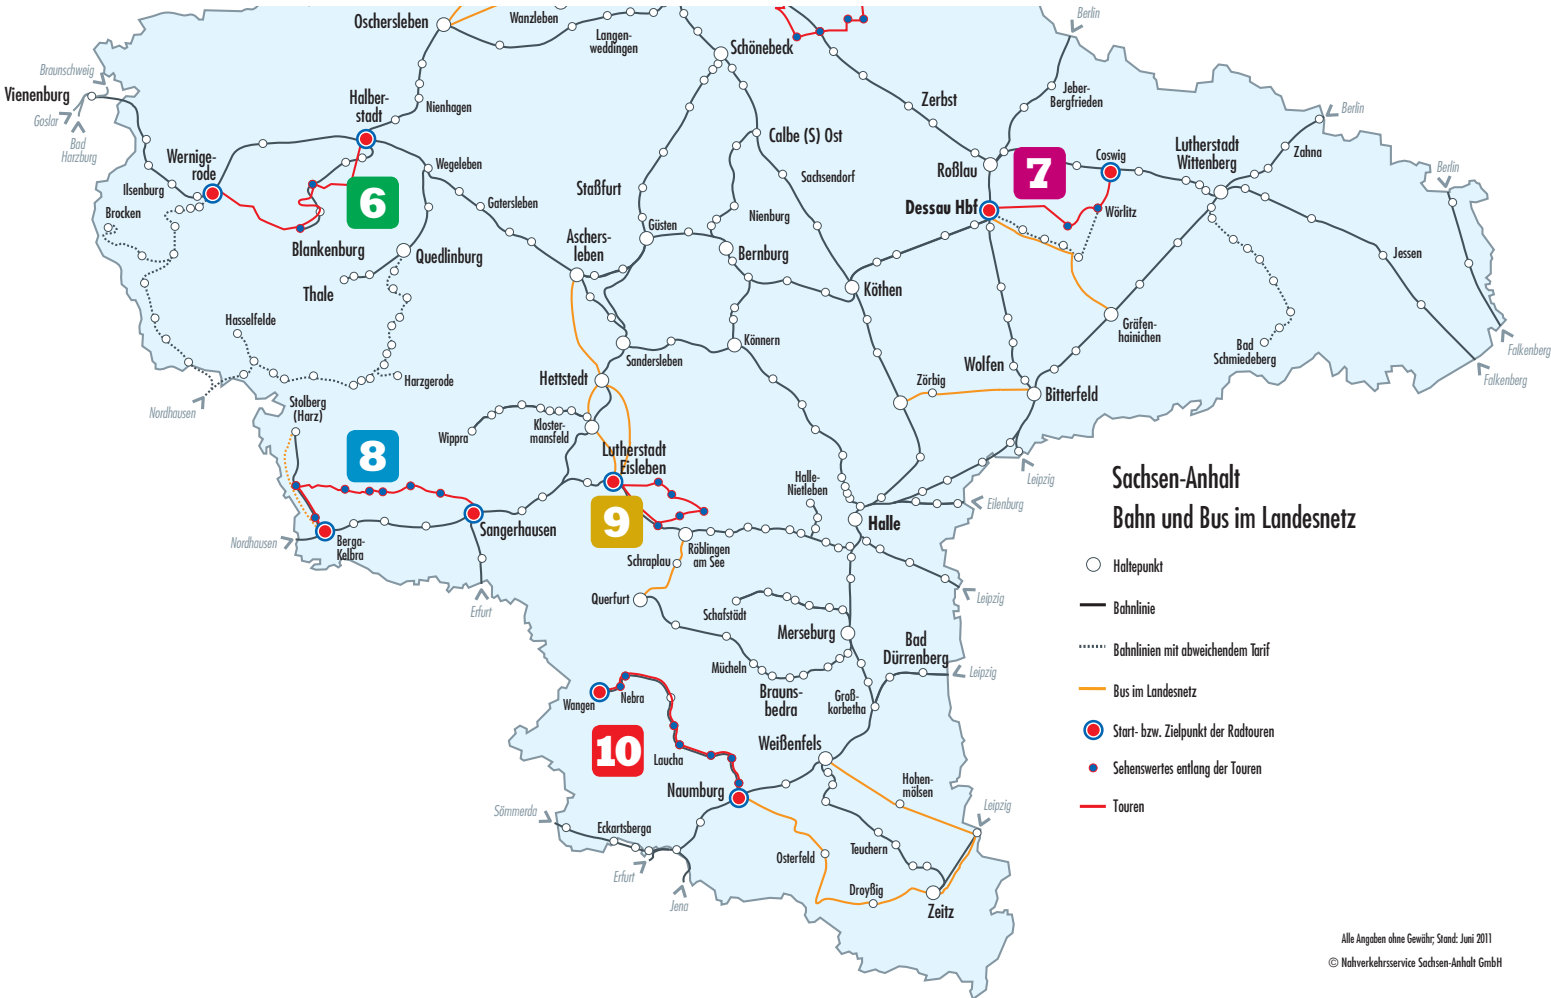 Oschersleben
Wanzleben
Langen-
weddingen
Schönebeck
Berlin
Braunschweig
Vienenburg
Goslar
Bad
Harzburg
Halber-
stadt
Nienhagen
Zerbst
Jeber-
Bergfrieden
Berlin
Calbe (S) Ost
Lutherstadt
Wittenberg
Zahna
Wernige-
rode
Wegeleben
Sachsendorf
Roßlau
7
Coswig
Berlin
Ilsenburg
6
Gatersleben
Staßfurt
Brocken
Nienburg
Dessau Hbf
Wörlitz
Blankenburg
Quedlinburg
Aschers-
leben
Güsten
Bernburg
Jessen
Thale
Köthen
Hasselfelde
Gräfen-
hainichen
Bad
Schmiedeberg
Falkenberg
Falkenberg
Sandersleben
Könnern
Wolfen
Harzgerode
Hettstedt
Zörbig
Bitterfeld
Nordhausen
Stolberg
(Harz)
Wippra
Kloster-
mansfeld
8
Lutherstadt
Eisleben
Halle-
Nietleben
Leipzig
Eilenburg
9
Halle
Sangerhausen
Nordhausen
Berga-
Kelbra
Schraplau
Röblingen
am See
Erfurt
Querfurt
Schafstädt
Merseburg
Leipzig
Bad
Dürrenberg
Mücheln
Leipzig
Wangen
Nebra
Brauns-
bedra
Groß-
korbetha
10
Laucha
Weißenfels
Naumburg
Hohen-
mölsen
Leipzig
Sömmerda
Eckartsberga
Osterfeld
Teuchern
Erfurt
Jena
Droyßig
Zeitz
Sachsen-Anhalt
Bahn und Bus im Landesnetz
Haltepunkt
Bahnlinie
Bahnlinien mit abweichendem Tarif
Bus im Landesnetz
Start- bzw. Zielpunkt der Radtouren
Sehenswertes entlang der Touren
Touren
Alle Angaben ohne Gewähr; Stand: Juni 2011
© Nahverkehrsservice Sachsen-Anhalt GmbH